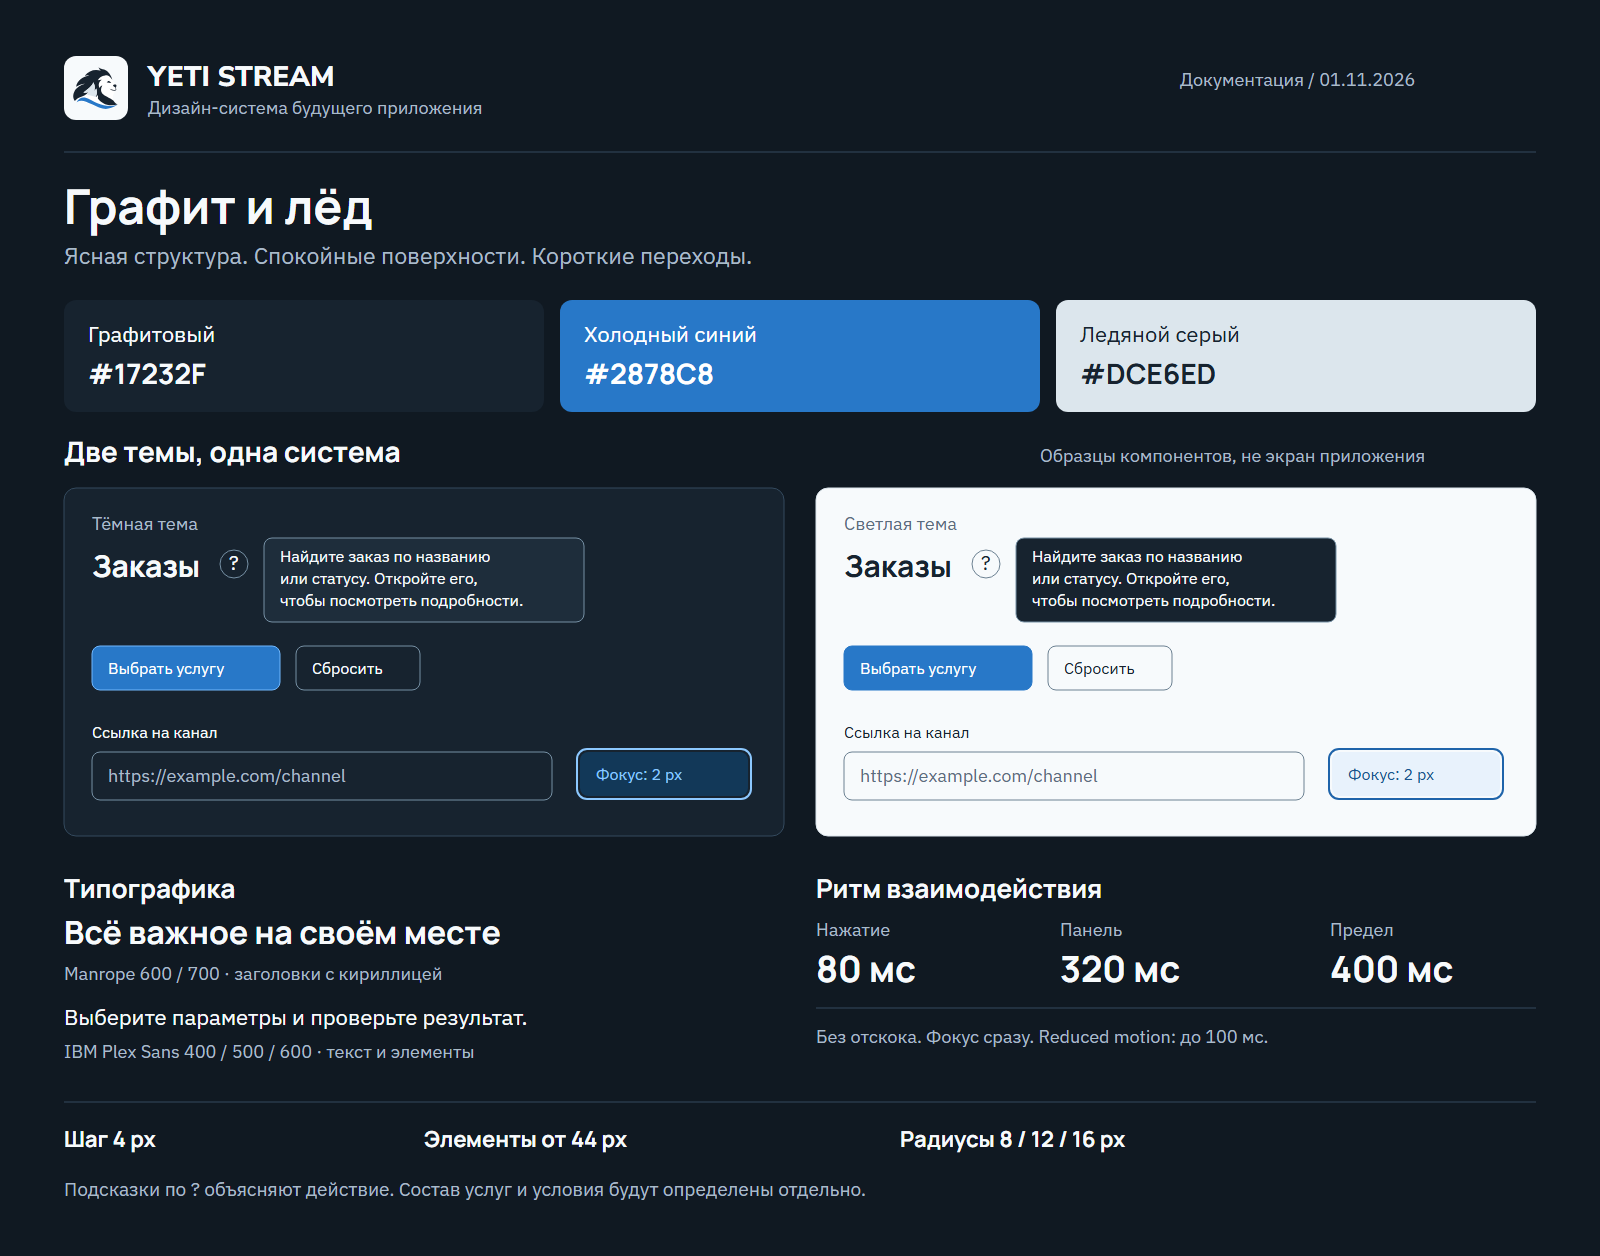 YETI STREAM
Дизайн-система будущего приложения
Документация / 01.11.2026
Графит и лёд
Ясная структура. Спокойные поверхности. Короткие переходы.
Графитовый
#17232F
Холодный синий
#2878C8
Ледяной серый
#DCE6ED
Две темы, одна система
Образцы компонентов, не экран приложения
Тёмная тема
Заказы
?
Найдите заказ по названию
или статусу. Откройте его,
чтобы посмотреть подробности.
Выбрать услугу
Сбросить
Ссылка на канал
https://example.com/channel
Фокус: 2 px
Светлая тема
Заказы
?
Найдите заказ по названию
или статусу. Откройте его,
чтобы посмотреть подробности.
Выбрать услугу
Сбросить
Ссылка на канал
https://example.com/channel
Фокус: 2 px
Типографика
Всё важное на своём месте
Manrope 600 / 700 · заголовки с кириллицей
Выберите параметры и проверьте результат.
IBM Plex Sans 400 / 500 / 600 · текст и элементы
Ритм взаимодействия
Нажатие
80 мс
Панель
320 мс
Предел
400 мс
Без отскока. Фокус сразу. Reduced motion: до 100 мс.
Шаг 4 px
Элементы от 44 px
Радиусы 8 / 12 / 16 px
Подсказки по ? объясняют действие. Состав услуг и условия будут определены отдельно.